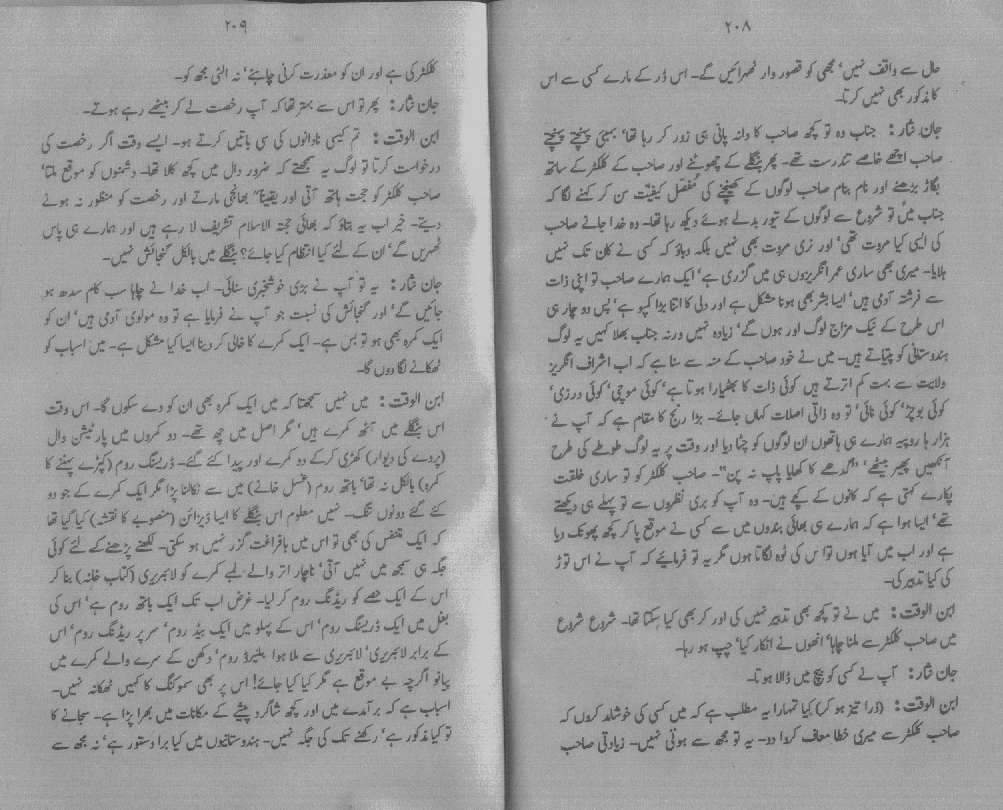 ۲۰۸
حال سے واقف نہیں‘ مجھی کو قصور وار ٹھرائیں گے۔ اس ڈر کے مارے کسی سے اس
کا مذکور بھی نہیں کرتا۔
جان نثار: جناب وہ تو کچھ صاحب کا دانہ پانی ہی زور کر رہا تھا‘ بمبئی پہنچتے پہنچتے
صاحب اچھے خاصے تندرست تھے۔ پھر بنگلے کے چھوٹنے اور صاحب کے کلکٹر کے ساتھ
بگاڑ بڑھنے اور نام بنام صاحب لوگوں کے کھنچنے کی مفصل کیفیت سن کر کہنے لگا کہ
جناب میں تو شروع سے لوگوں کے تیور بدلے ہوئے دیکھ رہا تھا۔ وہ خدا جانے صاحب
کی ایسی کیا مروت تھی‘ اور نری مروت بھی نہیں بلکہ دباؤ کہ کسی نے کان تک نہیں
ہلایا۔ میری بھی ساری عمر انگریزوں ہی میں گزری ہے‘ ایک ہمارے صاحب تو اپنی ذات
سے فرشتہ آدمی ہیں‘ ایسا بشر بھی ہونا مشکل ہے اور دلی کا اتنا بڑا کمپو ہے‘ پس دو چار ہی
اس طرح کے نیک مزاج لوگ اور ہوں گے‘ زیادہ نہیں ورنہ جناب بھلا کہیں یہ لوگ
ہندوستانی کو پتیاتے ہیں۔ میں نے خود صاحب کے منہ سے سنا ہے کہ اب اشراف انگریز
ولایت سے بہت کم اترتے ہیں کوئی ذات کا بھٹیارا ہوتا ہے‘ کوئی موچی‘ کوئی درزی‘
کوئی بوچڑ‘ کوئی نائی‘ تو وہ ذاتی اصلات کہاں جائے۔ بڑا رنج کا مقام ہے کہ آپ نے
ہزار ہا روپیہ ہمارے ہی ہاتھوں ان لوگوں کو چٹا دیا اور وقت پر یہ لوگ طوطے کی طرح
آنکھیں پھیر بیٹھے‘ "گدھے کا کھایا پاپ نہ پن"۔ صاحب کلکٹر کو تو ساری خلقت
پکارے کہتی ہے کہ کانوں کے کچے ہیں۔ وہ آپ کو بری نظروں سے تو پہلے ہی دیکھتے
تھے‘ ایسا ہوا ہے کہ ہمارے ہی بھائی بندوں میں سے کسی نے موقع پا کر کچھ پھونک دیا
ہے اور اب میں آیا ہوں تو اس کی ٹوہ لگاتا ہوں مگر یہ تو فرمائیے کہ آپ نے اس توڑ
کی کیا تدبیر کی۔
ابن الوقت: میں نے تو کچھ بھی تدبیر نہیں کی اور کر بھی کیا سکتا تھا۔ شروع شروع
میں صاحب کلکٹر سے ملنا چاہا‘ انھوں نے انکار کیا‘ چپ ہو رہا۔
جان نثار: آپ نے کسی کو بیچ میں ڈالا ہوتا۔
ابن الوقت: (ذرا تیز ہو کر) کیا تمہارا یہ مطلب ہے کہ میں کسی کی خوشامد کروں کہ
صاحب کلکٹر سے میری خطا معاف کروا دو۔ یہ تو مجھ سے ہوتی نہیں۔ زیادتی صاحب
۲۰۹
کلکٹر کی ہے اور ان کو معذرت کرنی چاہئے‘ نہ الٹی مجھ کو۔
جان نثار: پھر تو اس سے بہتر تھا کہ آپ رخصت لے کر بیٹھے رہے ہوتے۔
ابن الوقت: تم کیسی نادانوں کی سی باتیں کرتے ہو۔ ایسے وقت اگر رخصت کی
درخواست کرتا تو لوگ یہ سمجھتے کہ ضرور دال میں کچھ کالا تھا۔ دشمنوں کو موقع ملتا‘
صاحب کلکٹر کو حجت ہاتھ آتی اور یقیناً بھانجی مارتے اور رخصت کو منظور نہ ہونے
دیتے۔ خیر اب یہ بتاؤ کہ بھائی حجتہ الاسلام تشریف لا رہے ہیں اور ہمارے ہی پاس
ٹھہریں گے‘ ان کے لئے کیا انتظام کیا جائے؟ بنگلے میں بالکل گنجائش نہیں۔
جان نثار: یہ تو آپ نے بڑی خوشخبری سنائی۔ اب خدا نے چاہا سب کام سدھ ہو
جائیں گے‘ اور گنجائش کی نسبت جو آپ نے فرمایا ہے تو وہ مولوی آدمی ہیں‘ ان کو
ایک کمرہ بھی ہو تو بس ہے۔ ایک کمرے کا خالی کر دینا ایسا کیا مشکل ہے۔ میں اسباب کو
ٹھکانے لگا دوں گا۔
ابن الوقت: میں نہیں سمجھتا کہ میں ایک کمرہ بھی ان کو دے سکوں گا۔ اس وقت
اس بنگلے میں آٹھ کمرے ہیں‘ مگر اصل میں چھ تھے۔ دو کمروں میں پارٹیشن وال
(پردے کی دیوار) کھڑی کرکے دو کمرے اور پیدا کئے گئے۔ ڈریسنگ روم (کپڑے پہننے کا
کمرہ) بالکل نہ تھا‘ باتھ روم (غسل خانے) میں سے نکالنا پڑا مگر ایک کمرے کے جو دو
کئے گئے دونوں تنگ۔ نہیں معلوم اس بنگلے کا ایسا ڈیزائن (منصوبے کا نقشہ) کیا گیا تھا
کہ ایک متنفس کی بھی تو اس میں بافراغت گزر نہیں ہو سکتی۔ لکھنے پڑھنے کے لئے کوئی
جگہ ہی سمجھ میں نہیں آتی‘ ناچار اتر والے لمبے کمرے کو لائبریری (کتاب خانہ) بنا کر
اس کے ایک حصے کو ریڈنگ روم کر لیا۔ غرض اب تک ایک باتھ روم ہے‘ اس کی
بغل میں ایک ڈریسنگ روم‘ اس کے پہلو میں ایک بیڈ روم‘ سر پر ریڈنگ روم‘ اس
کے برابر لائبریری‘ لائبریری سے ملا ہوا بلیئرڈ روم‘ دکھن کے سرے والے کمرے میں
پیانو اگرچہ بے موقع ہے مگر کیا کیا جائے! اس پر بھی سموکنگ کا کہیں ٹھکانہ نہیں۔
اسباب ہے کہ برآمدے میں اور کچھ شاگرد پیشے کے مکانات میں بھرا پڑا ہے۔ سجانے کا
تو کیا مذکور ہے‘ رکھنے تک کی جگہ نہیں۔ ہندوستانیوں میں کیا برا دستور ہے‘ نہ مجھ سے